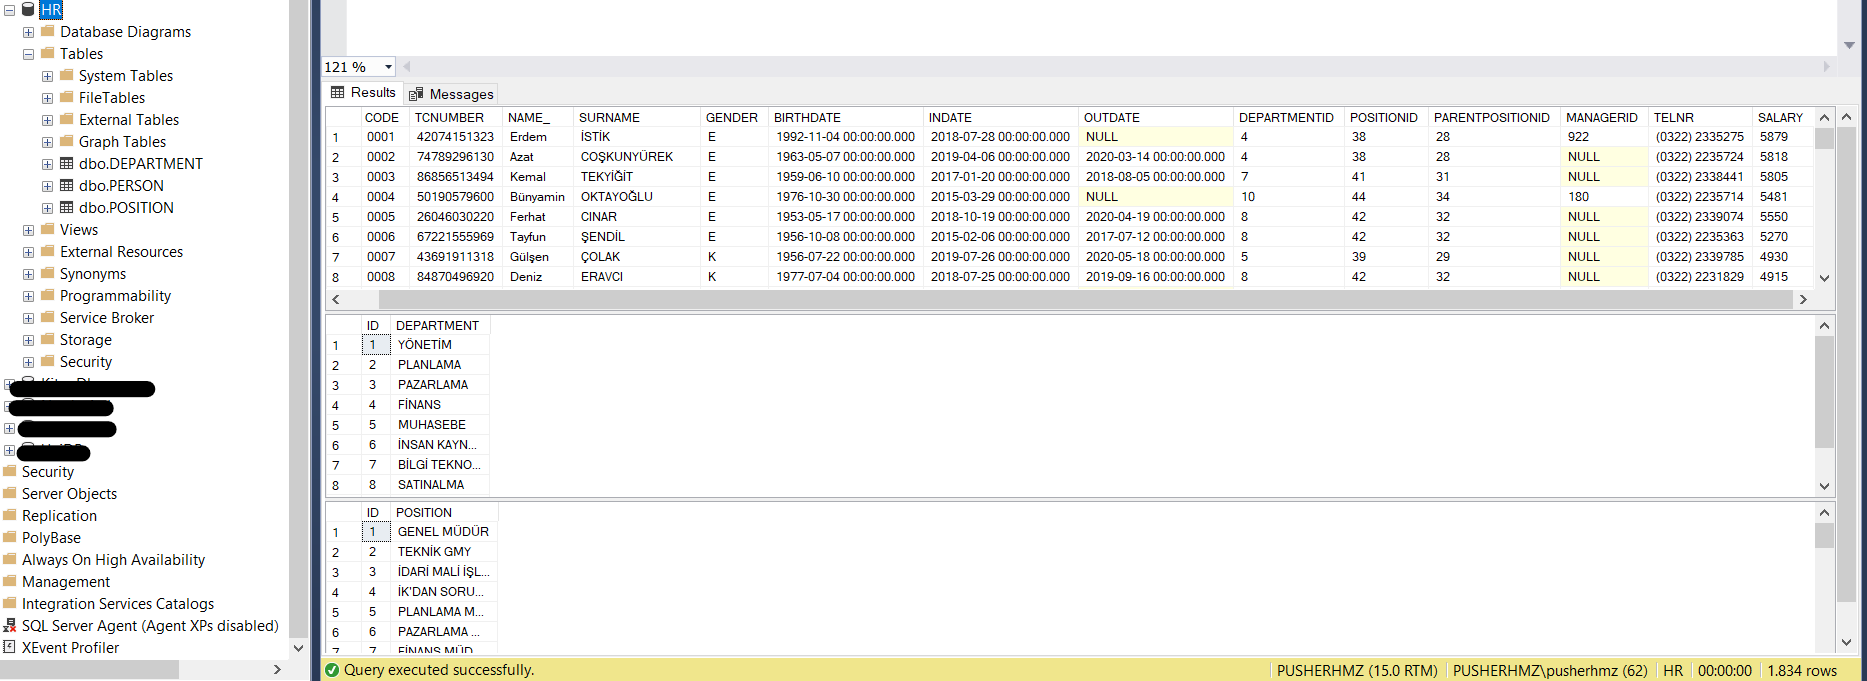 HR
Database Diagrams
Tables
System Tables
FileTables
External Tables
Graph Tables
dbo.DEPARTMENT
dbo.PERSON
dbo.POSITION
Views
External Resources
Synonyms
Programmability
Service Broker
Storage
Security
Security
Server Objects
Replication
PolyBase
Always On High Availability
Management
Integration Services Catalogs
SQL Server Agent (Agent XPs disabled)
XEvent Profiler
121 %
Results Messages
CODE TCNUMBER NAME_ SURNAME GENDER BIRTHDATE INDATE OUTDATE DEPARTMENTID POSITIONID PARENTPOSITIONID MANAGERID TELNR SALARY
1 0001 42074151323 Erdem İSTİK E 1992-11-04 00:00:00.000 2018-07-28 00:00:00.000 NULL 4 38 28 922 (0322) 2335275 5879
2 0002 74789296130 Azat COŞKUNYÜREK E 1963-05-07 00:00:00.000 2019-04-06 00:00:00.000 2020-03-14 00:00:00.000 4 38 28 NULL (0322) 2235724 5818
3 0003 86856513494 Kemal TEKYİĞİT E 1959-06-10 00:00:00.000 2017-01-20 00:00:00.000 2018-08-05 00:00:00.000 7 41 31 NULL (0322) 2338441 5805
4 0004 50190579600 Bünyamin OKTAYOĞLU E 1976-10-30 00:00:00.000 2015-03-29 00:00:00.000 NULL 10 44 34 180 (0322) 2235714 5481
5 0005 26046030220 Ferhat CINAR E 1953-05-17 00:00:00.000 2018-10-19 00:00:00.000 2020-04-19 00:00:00.000 8 42 32 NULL (0322) 2339074 5550
6 0006 67221555969 Tayfun ŞENDİL E 1956-10-08 00:00:00.000 2015-02-06 00:00:00.000 2017-07-12 00:00:00.000 8 42 32 NULL (0322) 2235363 5270
7 0007 43691911318 Gülşen ÇOLAK K 1956-07-22 00:00:00.000 2019-07-26 00:00:00.000 2020-05-18 00:00:00.000 5 39 29 NULL (0322) 2339785 4930
8 0008 84870496920 Deniz ERAVCI K 1977-07-04 00:00:00.000 2018-07-25 00:00:00.000 2019-09-16 00:00:00.000 8 42 32 NULL (0322) 2231829 4915
ID DEPARTMENT
1 1 YÖNETİM
2 2 PLANLAMA
3 3 PAZARLAMA
4 4 FİNANS
5 5 MUHASEBE
6 6 İNSAN KAYN...
7 7 BİLGİ TEKNO...
8 8 SATINALMA
ID POSITION
1 1 GENEL MÜDÜR
2 2 TEKNİK GMY
3 3 İDARİ MALİ İŞL...
4 4 İK'DAN SORU...
5 5 PLANLAMA M...
6 6 PAZARLAMA ...
7 7 FİNANS MÜD...
Query executed successfully. PUSHERHMZ (15.0 RTM) PUSHERHMZ\pusherhmz (62) HR 00:00:00 1.834 rows